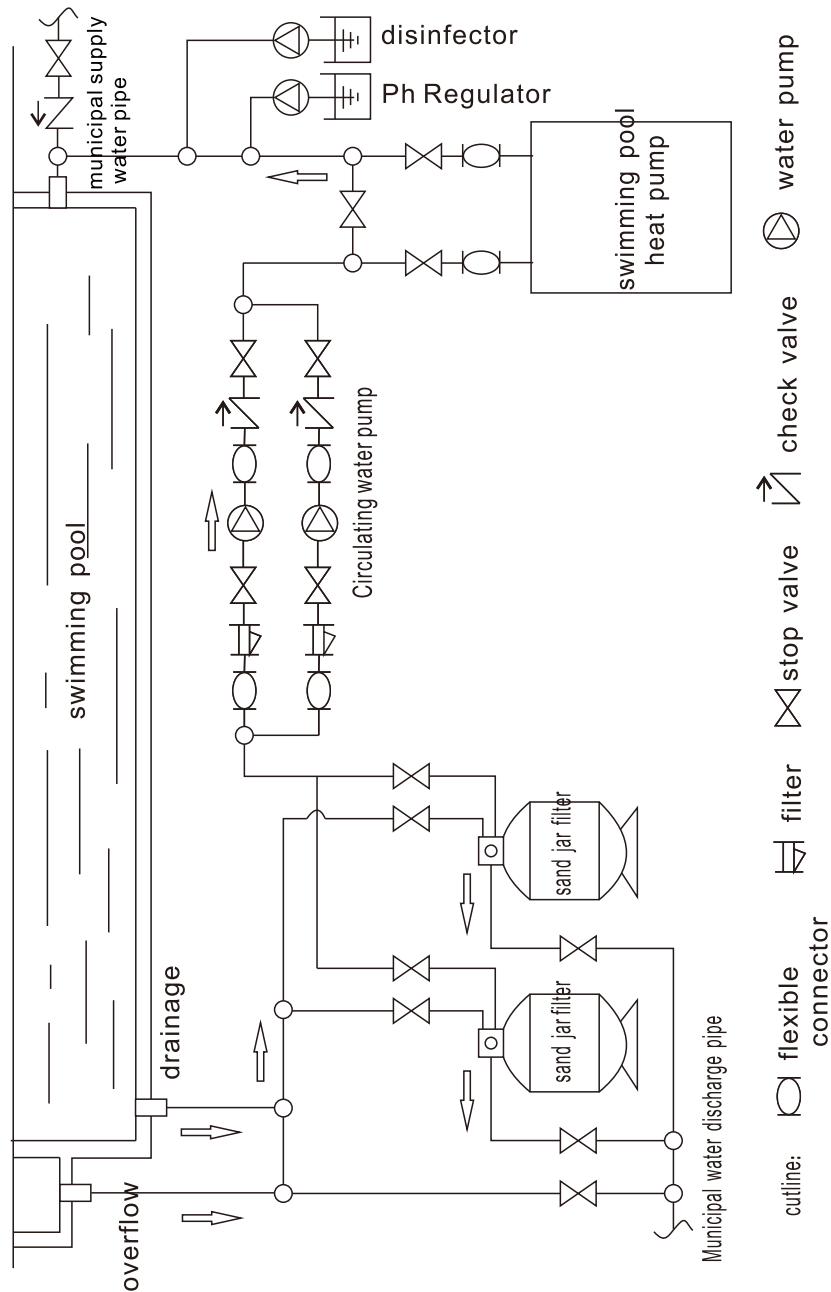 disinfector
Ph Regulator
municipal supply
water pipe
swimming pool
heat pump
swimming pool
Circulating water pump
sand jar filter
sand jar filter
drainage
overflow
Municipal water discharge pipe
cutline:
flexible
connector
filter
stop valve
check valve
water pump